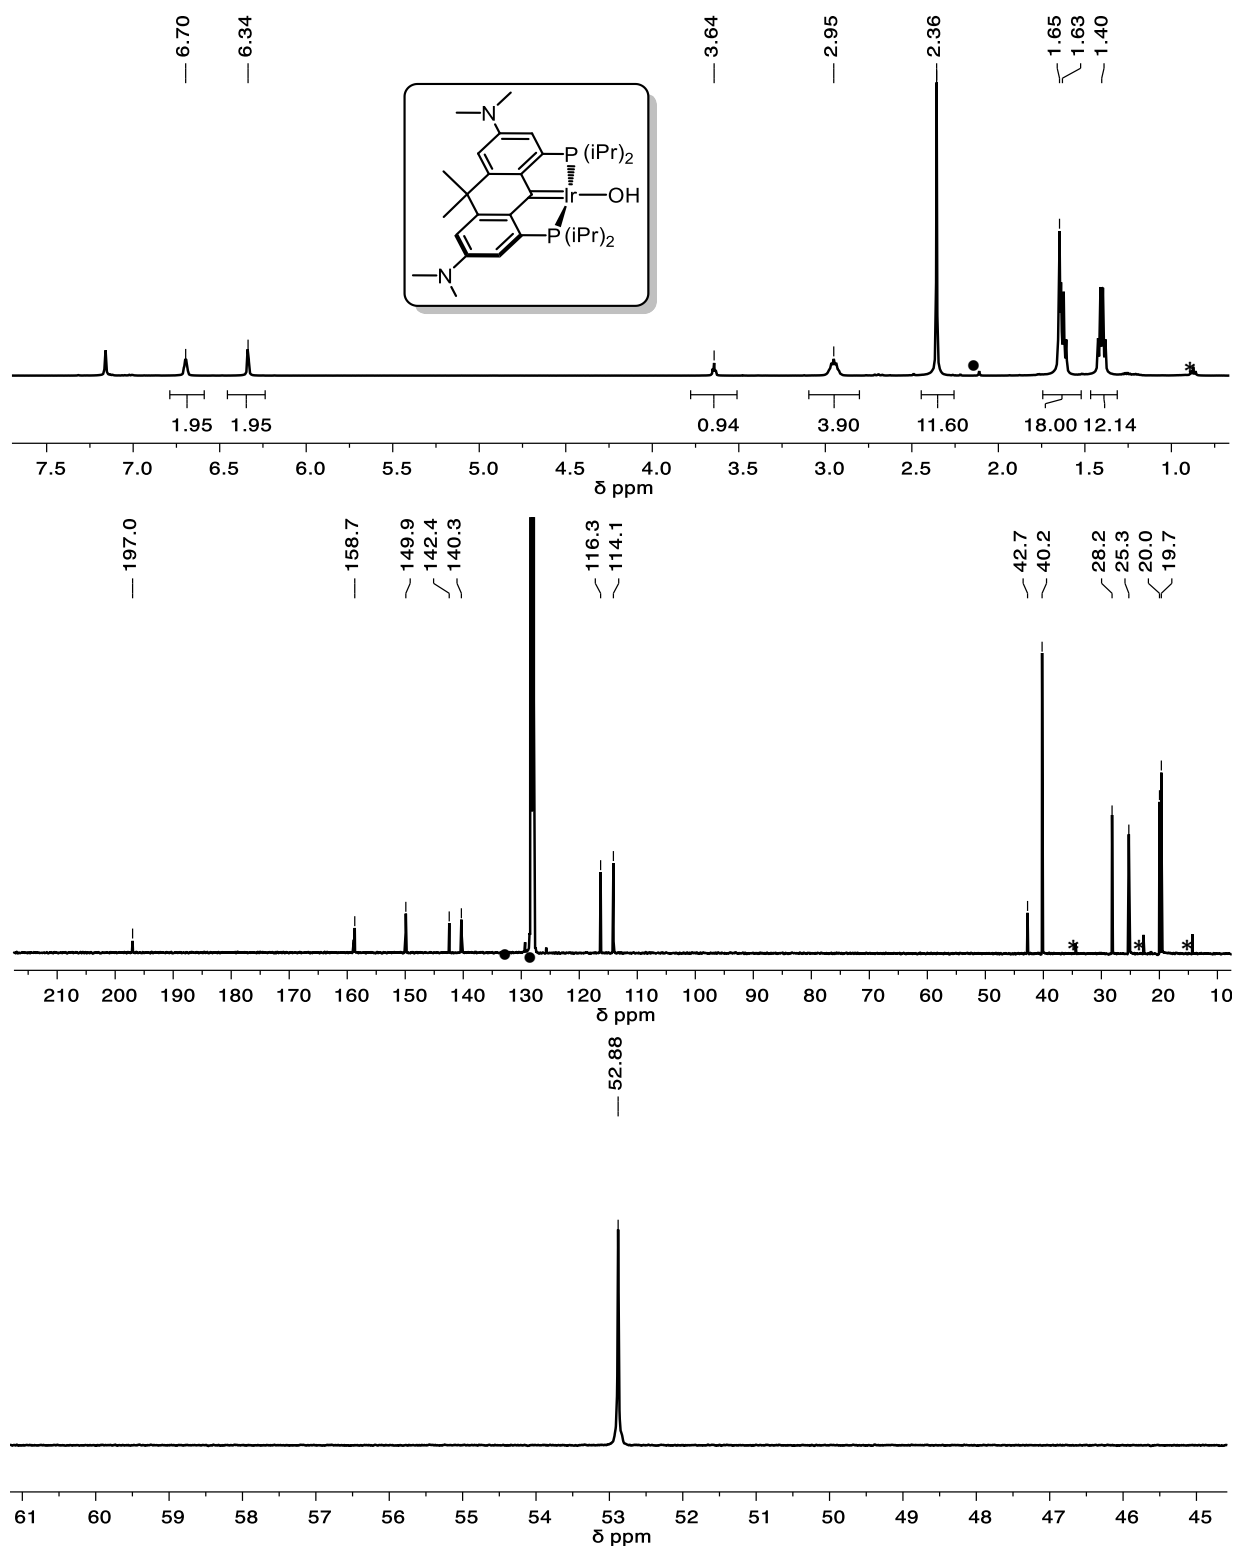 6.70 6.34 3.64 2.95 2.36 1.65 1.63 1.40
N
P (iPr)2
Ir OH
P (iPr)2
N
*
1.95 1.95 0.94 3.90 11.60 18.00 12.14
7.5 7.0 6.5 6.0 5.5 5.0 4.5 4.0 3.5 3.0 2.5 2.0 1.5 1.0
δ ppm
197.0 158.7 149.9 142.4 140.3 116.3 114.1 42.7 40.2 28.2 25.3 20.0 19.7
* * *
210 200 190 180 170 160 150 140 130 120 110 100 90 80 70 60 50 40 30 20 10
δ ppm
52.88
61 60 59 58 57 56 55 54 53 52 51 50 49 48 47 46 45
δ ppm